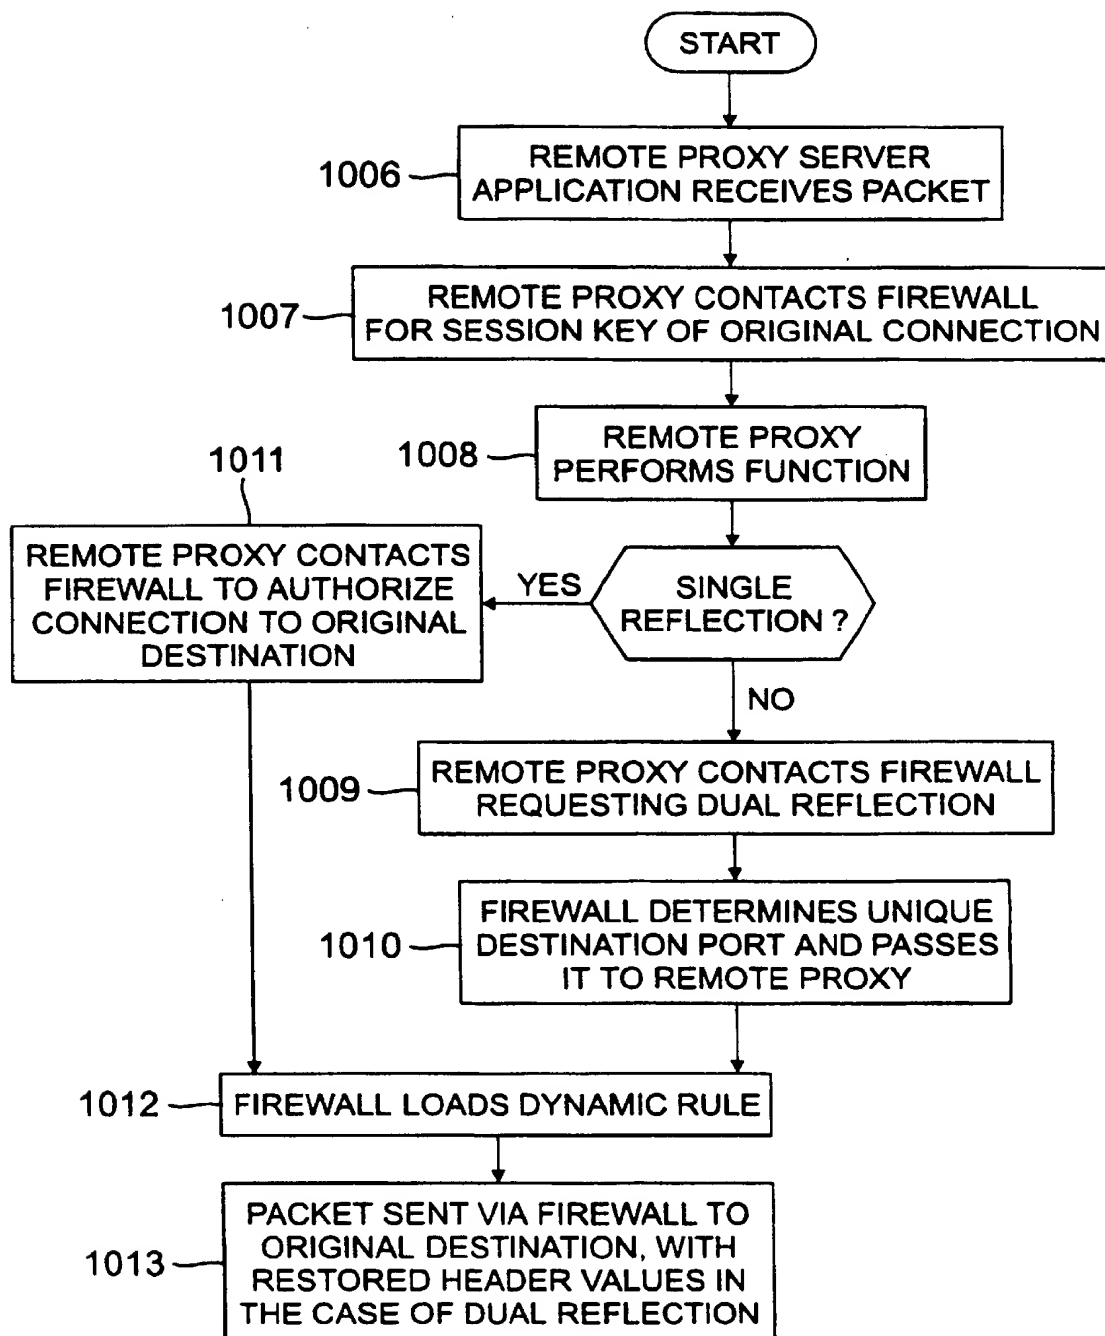 START
1006
REMOTE PROXY SERVER
APPLICATION RECEIVES PACKET
1007
REMOTE PROXY CONTACTS FIREWALL
FOR SESSION KEY OF ORIGINAL CONNECTION
1008
REMOTE PROXY
PERFORMS FUNCTION
SINGLE
REFLECTION ?
YES
1011
REMOTE PROXY CONTACTS
FIREWALL TO AUTHORIZE
CONNECTION TO ORIGINAL
DESTINATION
NO
1009
REMOTE PROXY CONTACTS FIREWALL
REQUESTING DUAL REFLECTION
1010
FIREWALL DETERMINES UNIQUE
DESTINATION PORT AND PASSES
IT TO REMOTE PROXY
1012
FIREWALL LOADS DYNAMIC RULE
1013
PACKET SENT VIA FIREWALL TO
ORIGINAL DESTINATION, WITH
RESTORED HEADER VALUES IN
THE CASE OF DUAL REFLECTION